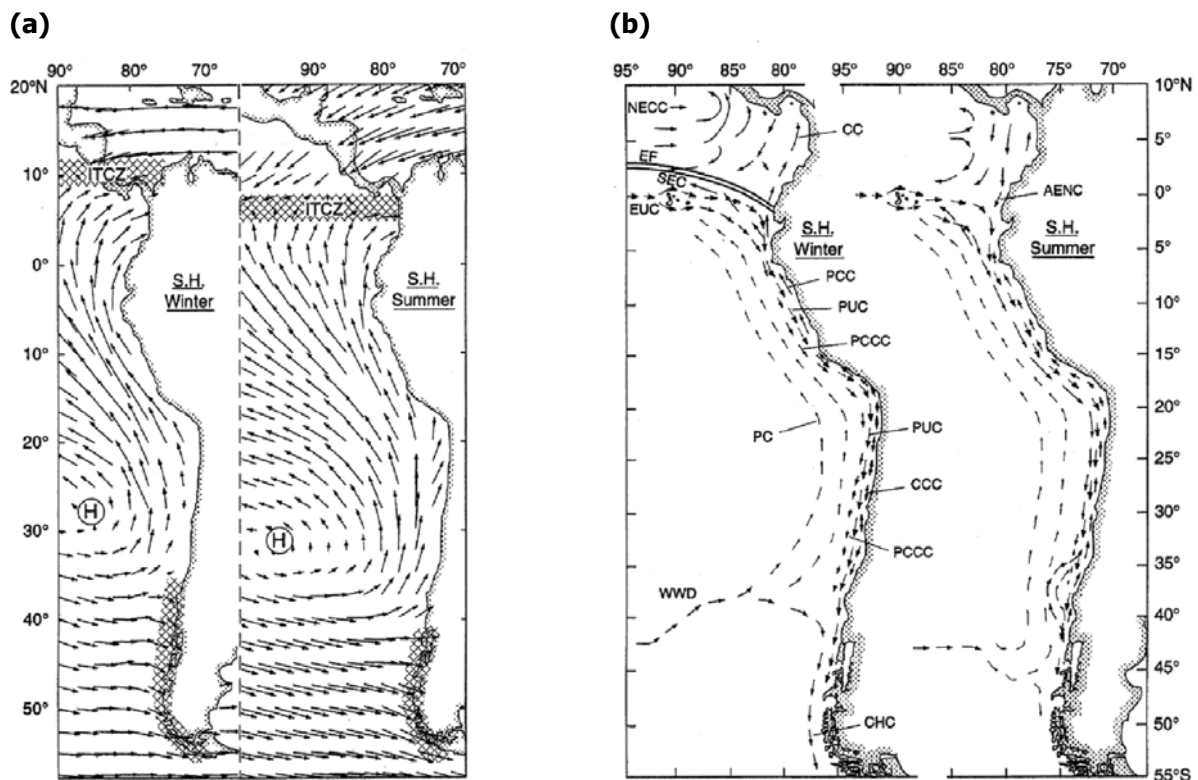 (a)
(b)
90° 80° 70° 90° 80° 70°
95° 90° 85° 80° 95° 85° 80° 75° 70°
20°N
10°
0°
10°
20°
30°
40°
50°
ITCZ
ITCZ
S.H.
Winter
S.H.
Summer
H
H
10°N
5°
0°
5°
10°
15°
20°
25°
30°
35°
40°
45°
50°
55°S
NECC
CC
EF
SEC
EUC
AENC
S.H.
Winter
S.H.
Summer
PCC
PUC
PCCC
PC
PUC
CCC
PCCC
WWD
CHC